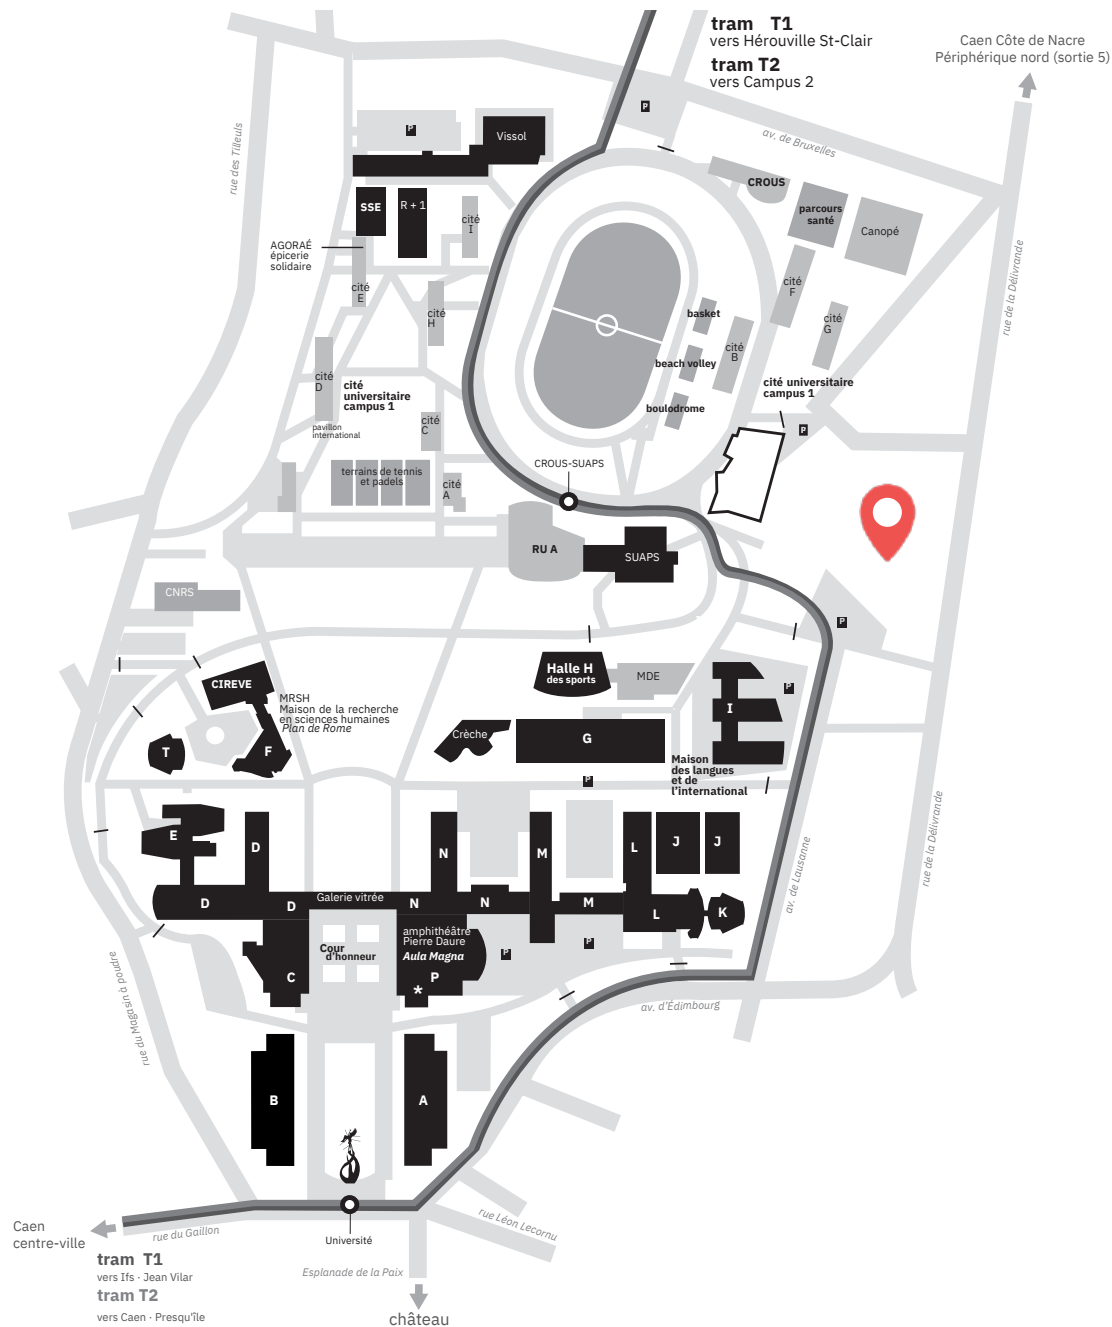 tram T1
vers Hérouville St-Clair
tram T2
vers Campus 2
Caen Côte de Nacre
Périphérique nord (sortie 5)
P
P
av. de Bruxelles
rue des Tilleuls
Vissol
CROUS
SSE
R + 1
cité
I
parcours
santé
Canopé
AGORAÉ
épicerie
solidaire
cité
E
cité
H
cité
F
cité
G
rue de la Délivrande
basket
cité
B
beach volley
boulodrome
cité
D
cité
universitaire
campus 1
cité universitaire
campus 1
pavillon
international
cité
C
P
CROUS-SUAPS
terrains de tennis
et padels
cité
A
RU A
SUAPS
CNRS
P
Halle H
des sports
MDE
CIREVE
MRSH
Maison de la recherche
en sciences humaines
Plan de Rome
P
I
T
F
Crèche
G
Maison
des langues
et de
l'international
P
E
D
N
M
L
J
J
rue de la Délivrande
av. de Lausanne
D
D
Galerie vitrée
N
N
M
L
K
amphithéâtre
Pierre Daure
Aula Magna
P
*
Cour
d'honneur
C
P
P
rue du Magasin à poudre
av. d'Édimbourg
B
A
rue Léon Lecornu
Caen
centre-ville
rue du Gaillon
Université
tram T1
vers Ifs · Jean Vilar
tram T2
vers Caen · Presqu'île
Esplanade de la Paix
château